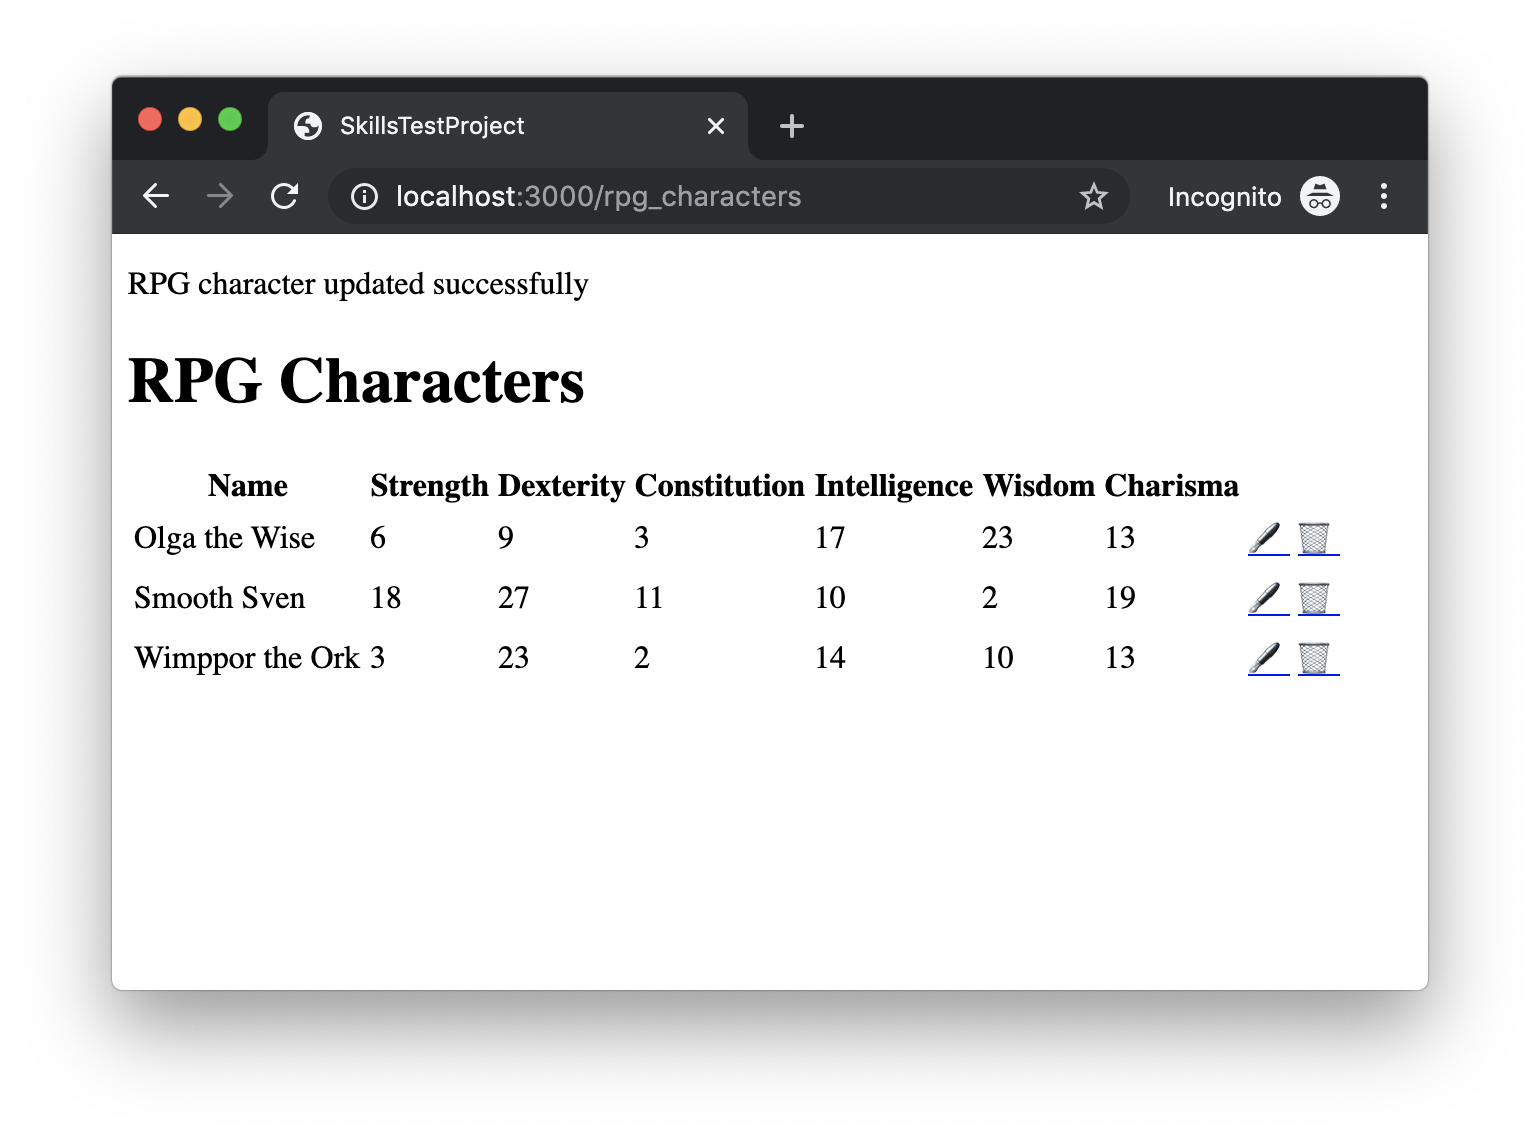 SkillsTestProject
localhost:3000/rpg_characters
Incognito
RPG character updated successfully
RPG Characters
Name Strength Dexterity Constitution Intelligence Wisdom Charisma
Olga the Wise 6 9 3 17 23 13
Smooth Sven 18 27 11 10 2 19
Wimppor the Ork 3 23 2 14 10 13